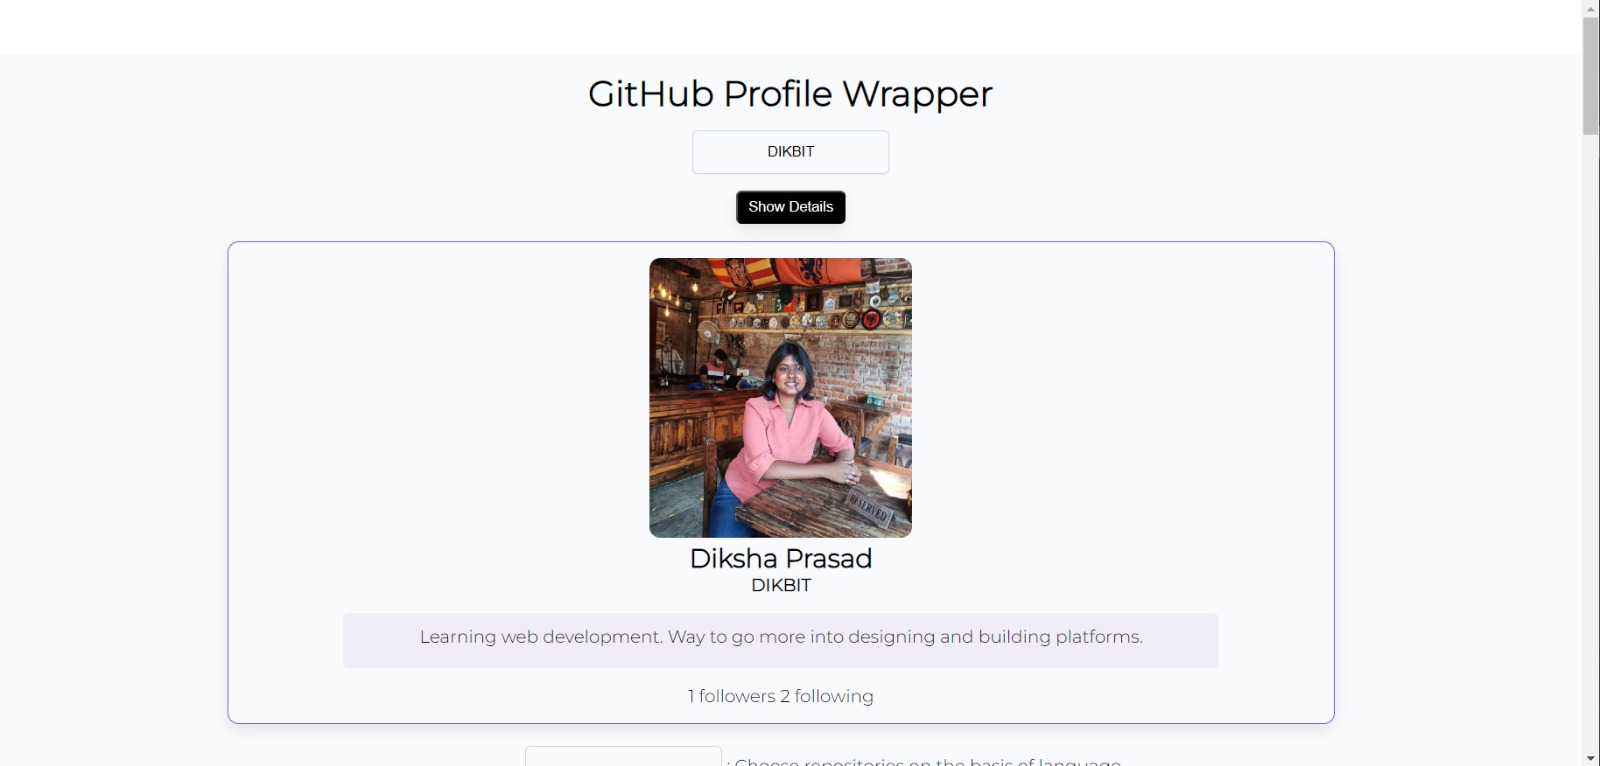 GitHub Profile Wrapper
DIKBIT
Show Details
RESERVED
Diksha Prasad
DIKBIT
Learning web development. Way to go more into designing and building platforms.
1 followers 2 following
: Choose repositories on the basis of language